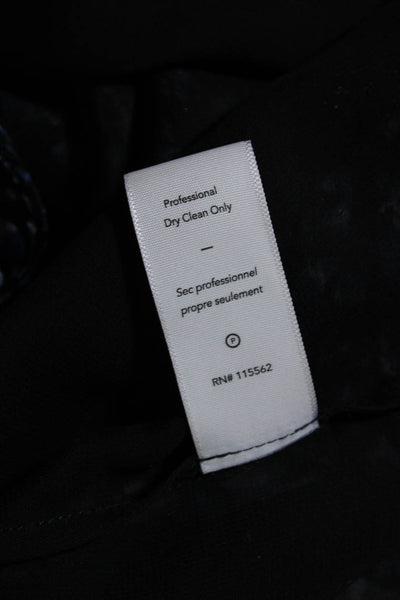 Professional
Dry Clean Only
—
Sec professionnel
propre seulement
P
RN# 115562